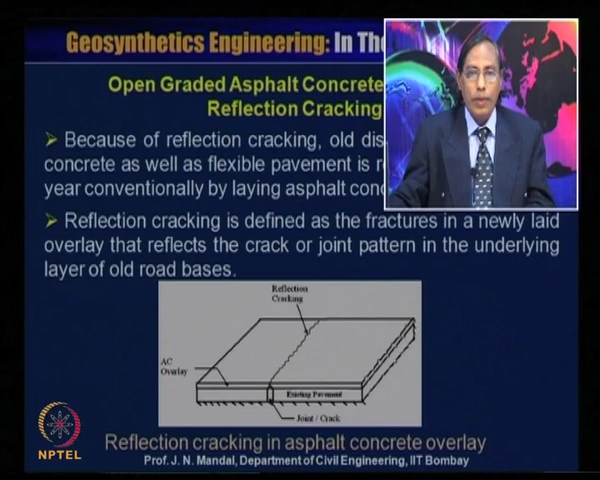 Geosynthetics Engineering: In The
Open Graded Asphalt Concrete
Reflection Cracking
Because of reflection cracking, old
concrete as well as flexible pavement is
year conventionally by laying asphalt
Reflection cracking is defined as the fractures in a newly laid
overlay that reflects the crack or joint pattern in the underlying
layer of old road bases.
Reflection
Cracking
AC
Overlay
Existing Pavement
Joint / Crack
NPTEL
Reflection cracking in asphalt concrete overlay
Prof. J. N. Mandal, Department of Civil Engineering, IIT Bombay